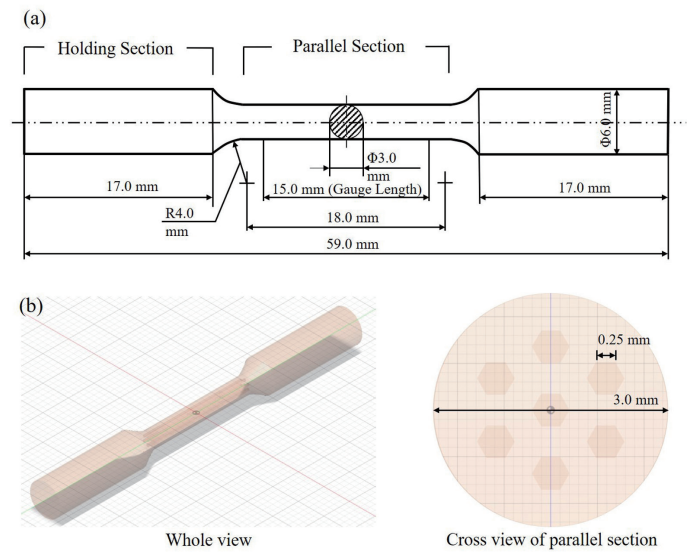 (a)
Holding Section
Parallel Section
Φ6.0 mm
Φ3.0
mm
17.0 mm
15.0 mm (Gauge Length)
17.0 mm
R4.0
mm
18.0 mm
59.0 mm
(b)
0.25 mm
3.0 mm
Whole view
Cross view of parallel section